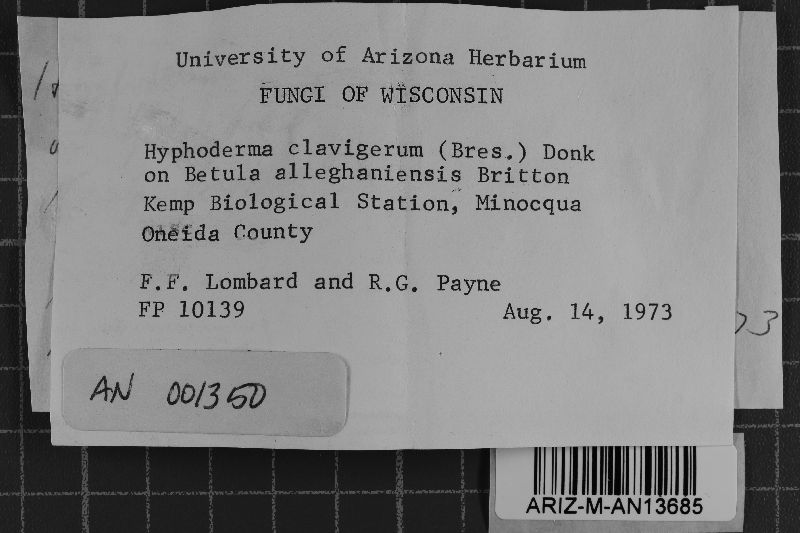 University of Arizona Herbarium
FUNGI OF WISCONSIN
Hyphoderma clavigerum (Bres.) Donk
on Betula alleghaniensis Britton
Kemp Biological Station, Minocqua
Oneida County
F.F. Lombard and R.G. Payne
FP 10139 Aug. 14, 1973
AN 001350
ARIZ-M-AN13685